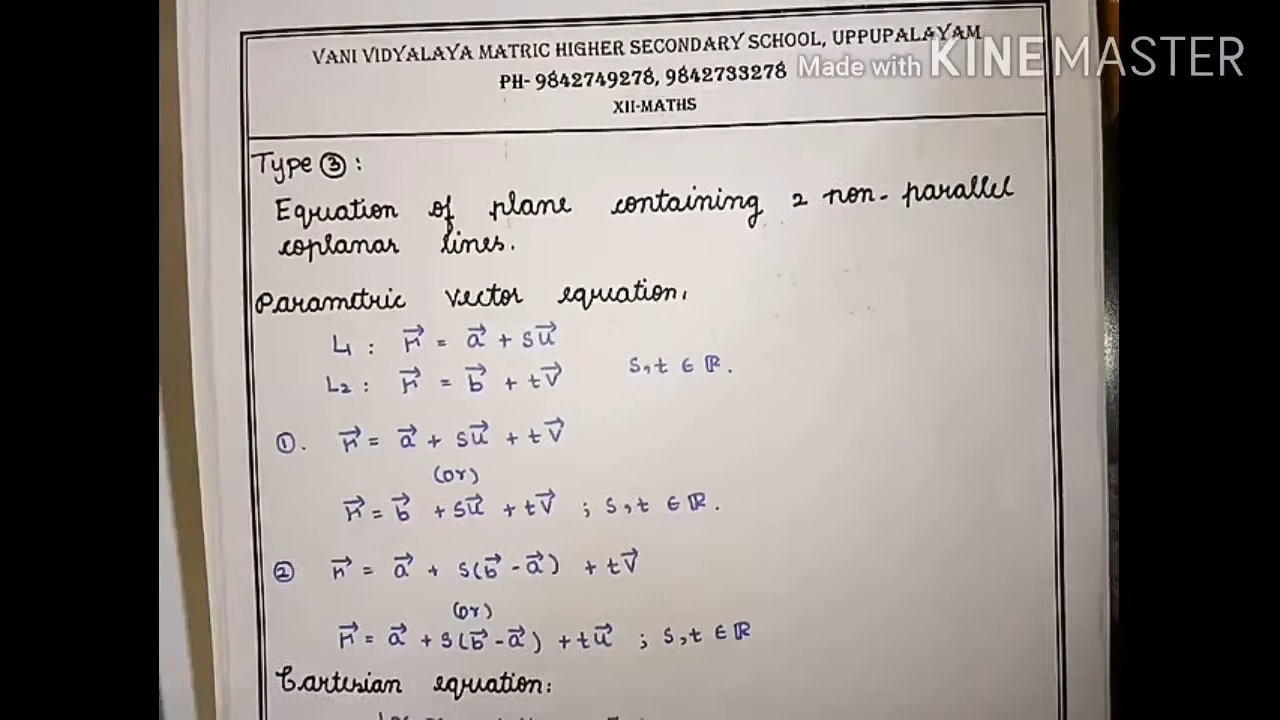 VANI VIDYALAYA MATRIC HIGHER SECONDARY SCHOOL, UPPUPALAYAM
Made with KINEMASTER
PH- 9842749278, 9842733278
XII-MATHS
Type ③ :
Equation of plane containing 2 non-parallel
coplanar lines.
Parametric vector equation.
L₁ : r⃗ = a⃗ + su⃗
L₂ : r⃗ = b⃗ + tv⃗ s,t ∈ ℝ.
①. r⃗ = a⃗ + su⃗ + tv⃗
(or)
r⃗ = b⃗ + su⃗ + tv⃗ ; s,t ∈ ℝ.
② r⃗ = a⃗ + s(b⃗ - a⃗) + tv⃗
(or)
r⃗ = a⃗ + s(b⃗ - a⃗) + tu⃗ ; s,t ∈ ℝ
Cartesian equation: